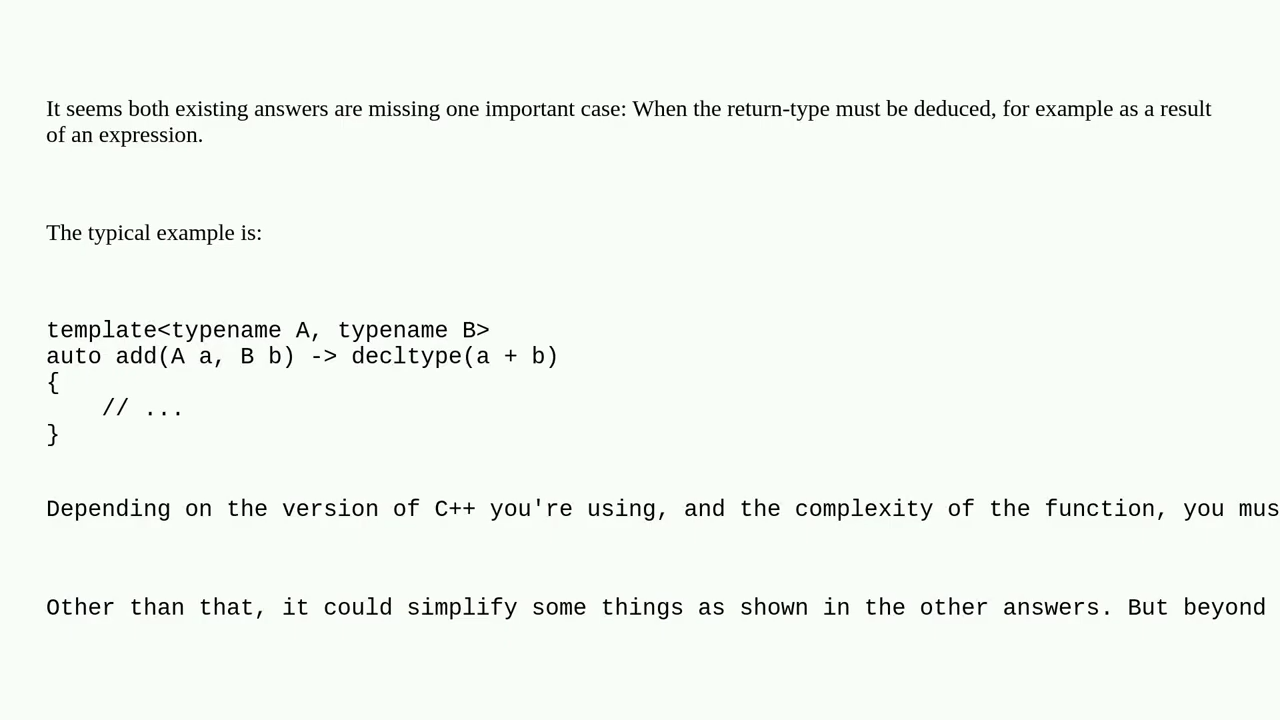 It seems both existing answers are missing one important case: When the return-type must be deduced, for example as a result
of an expression.
The typical example is:
template<typename A, typename B>
auto add(A a, B b) -> decltype(a + b)
{
    // ...
}
Depending on the version of C++ you're using, and the complexity of the function, you
Other than that, it could simplify some things as shown in the other answers. But beyond